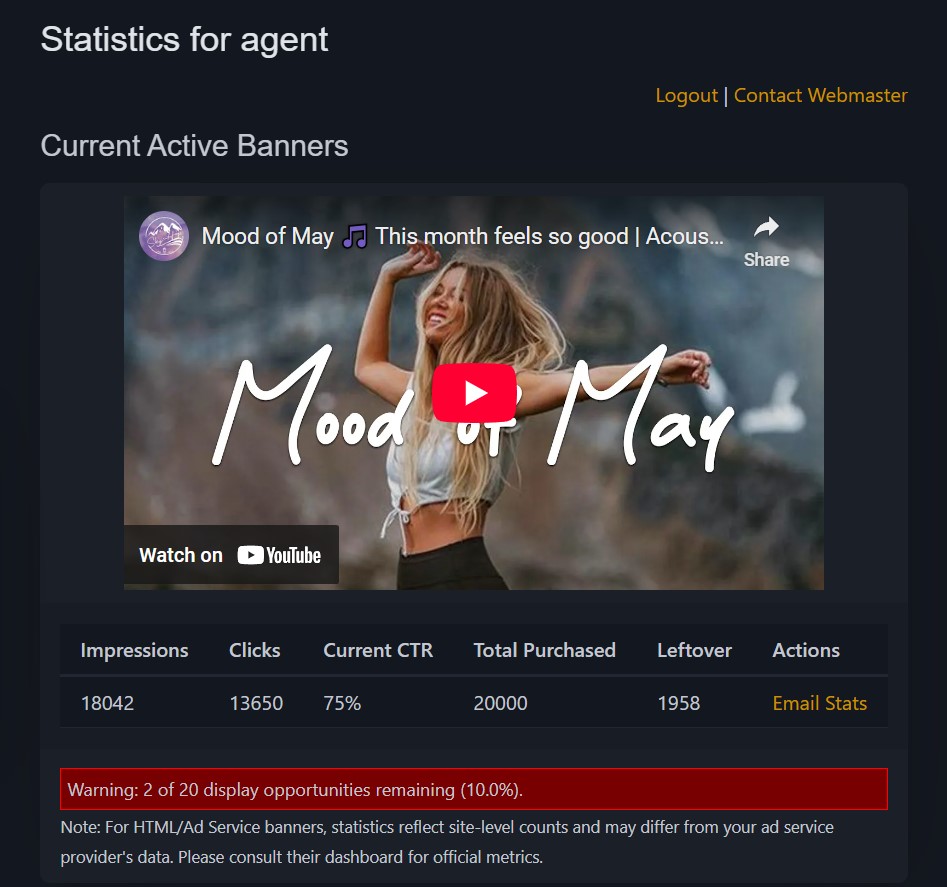 Statistics for agent
Logout | Contact Webmaster
Current Active Banners
Mood of May 🎵 This month feels so good | Acous...
Share
Mood of May
Watch on YouTube
Impressions Clicks Current CTR Total Purchased Leftover Actions
18042 13650 75% 20000 1958 Email Stats
Warning: 2 of 20 display opportunities remaining (10.0%).
Note: For HTML/Ad Service banners, statistics reflect site-level counts and may differ from your ad service
provider's data. Please consult their dashboard for official metrics.